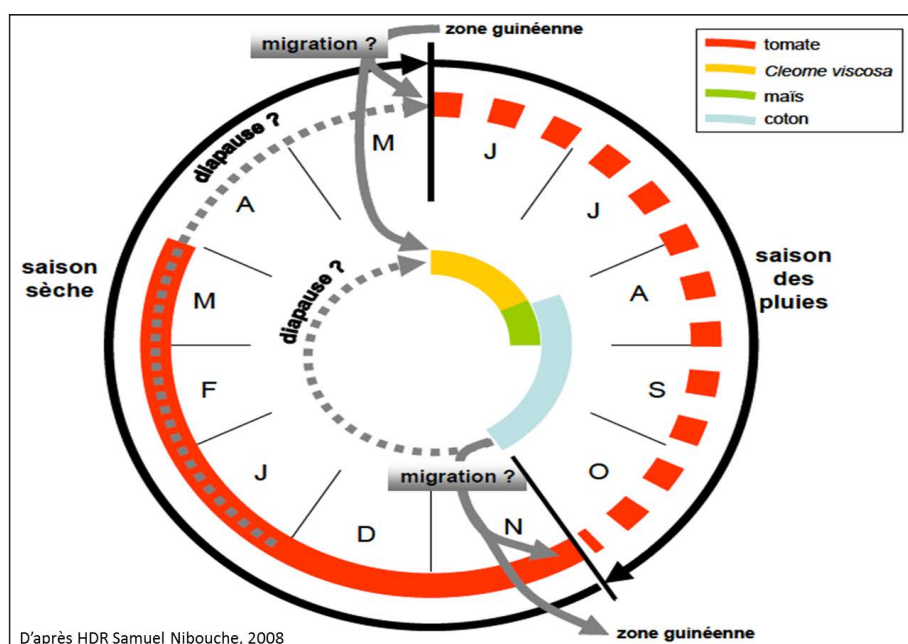 zone guinéenne
migration ?
tomate
Cleome viscosa
maïs
coton
diapause ?
M
J
A
J
saison
sèche
saison
des
pluies
M
A
diapause ?
F
S
J
O
migration ?
D
N
zone guinéenne
D'après HDR Samuel Nibouche, 2008